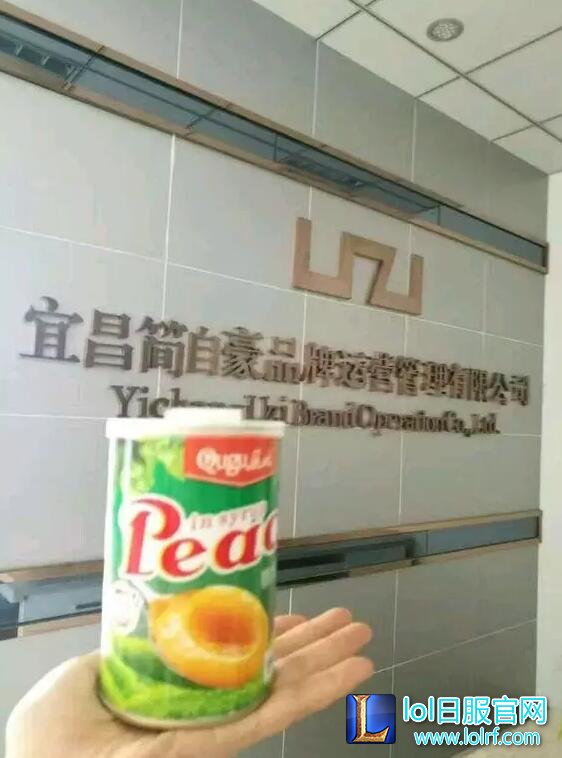 UZI
宜昌简自豪品牌运营管理有限公司
Uzi Brand Operation Co., Ltd.
in syrup
Peac
lol日服官网
www.lolrf.com